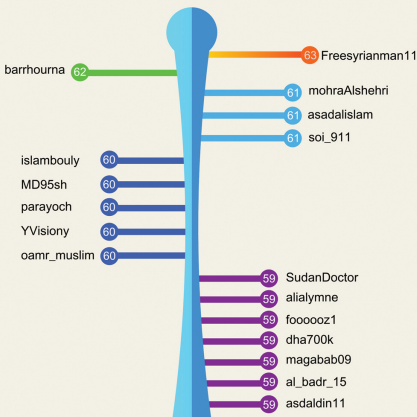 63 Freesyrianman11
barrhourna 62
61 mohraAlshehri
61 asadalislam
61 soi_911
islambouly 60
MD95sh 60
parayoch 60
YVisiony 60
oamr_muslim 60
59 SudanDoctor
59 alialymne
59 foooooz1
59 dha700k
59 magabab09
59 al_badr_15
59 asdaldin11